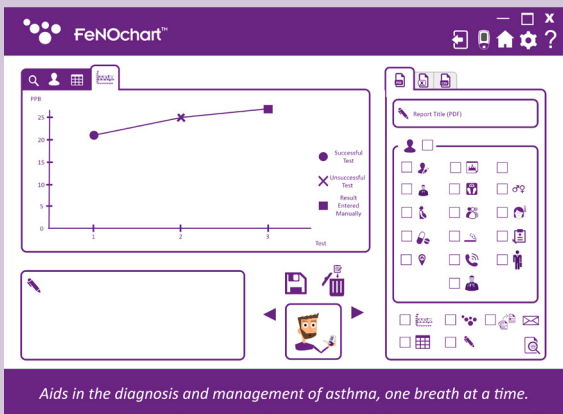 FeNOchart™
?
PPB
25
20
15
10
5
0
1
2
3
Test
Successful
Test
Unsuccessful
Test
Result
Entered
Manually
Report Title (PDF)
Aids in the diagnosis and management of asthma, one breath at a time.